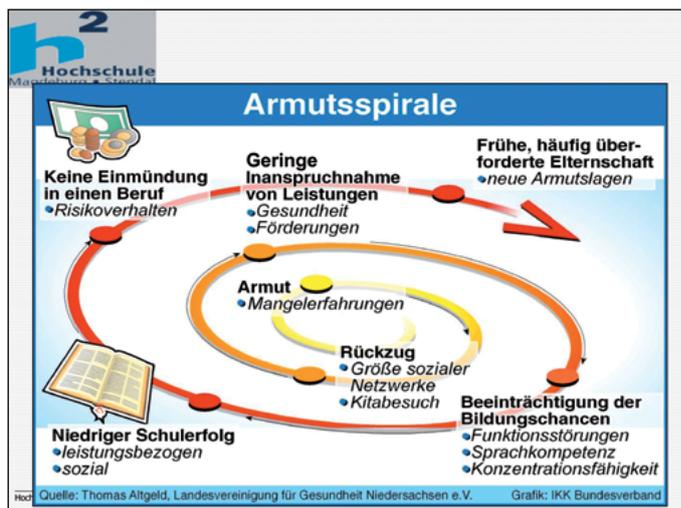 h2
Hochschule
Magdeburg • Stendal
Armutsspirale
Frühe, häufig über-
forderte Elternschaft
•neue Armutslagen
Geringe
Inanspruchnahme
von Leistungen
•Gesundheit
•Förderungen
Keine Einmündung
in einen Beruf
•Risikoverhalten
Armut
•Mangelerfahrungen
Rückzug
•Größe sozialer
Netzwerke
•Kitabesuch
Beeinträchtigung der
Bildungschancen
•Funktionsstörungen
•Sprachkompetenz
•Konzentrationsfähigkeit
Niedriger Schulerfolg
•leistungsbezogen
•sozial
Quelle: Thomas Altgeld, Landesvereinigung für Gesundheit Niedersachsen e.V. Grafik: IKK Bundesverband